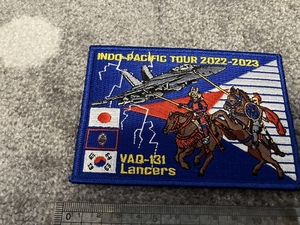 INDO-PACIFIC TOUR 2022-2023
VAQ-131
Lancers